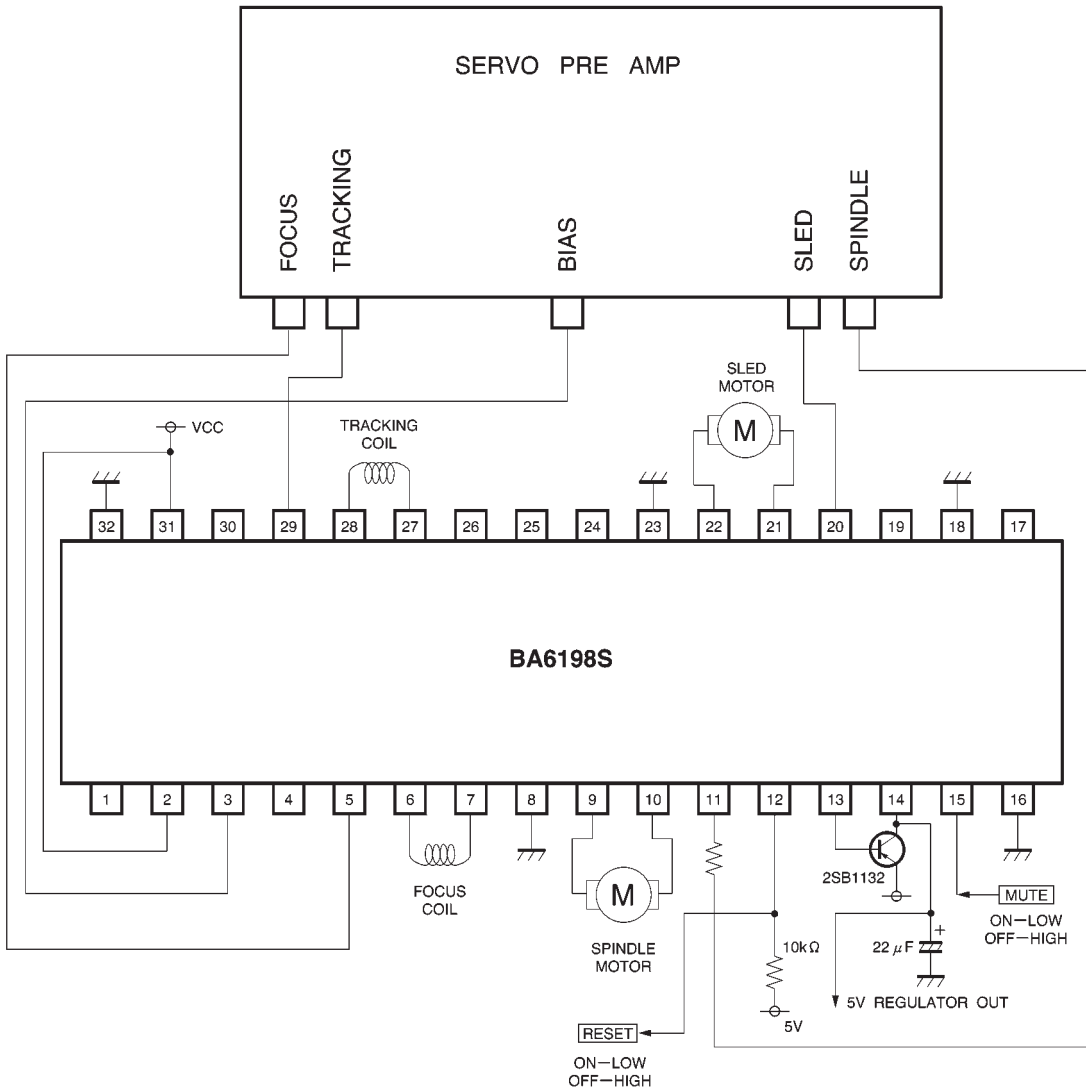 SERVO PRE AMP
FOCUS
TRACKING
BIAS
SLED
SPINDLE
SLED
MOTOR
VCC
TRACKING
COIL
M
32 31 30 29 28 27 26 25 24 23 22 21 20 19 18 17
BA6198S
1 2 3 4 5 6 7 8 9 10 11 12 13 14 15 16
FOCUS
COIL
M
SPINDLE
MOTOR
2SB1132
MUTE
ON-LOW
OFF-HIGH
10kΩ
22 μF
+
5V REGULATOR OUT
5V
RESET
ON-LOW
OFF-HIGH